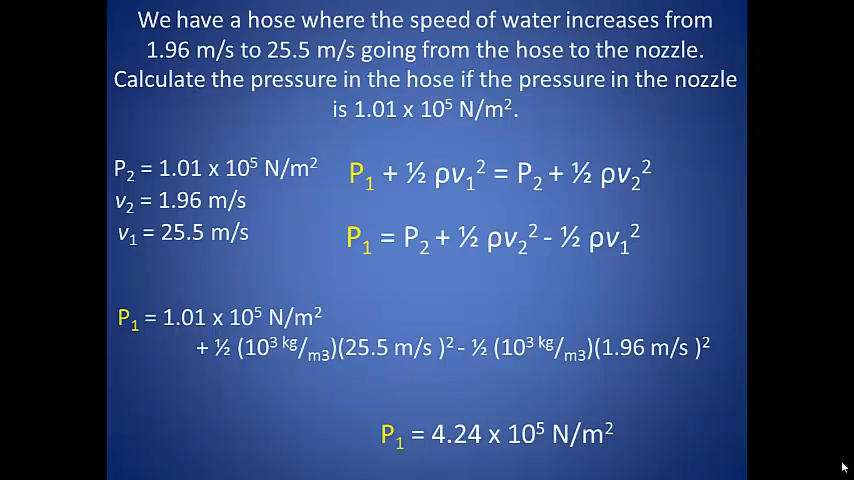 We have a hose where the speed of water increases from
1.96 m/s to 25.5 m/s going from the hose to the nozzle.
Calculate the pressure in the hose if the pressure in the nozzle
is 1.01 x 10⁵ N/m².
P₂ = 1.01 x 10⁵ N/m²
v₂ = 1.96 m/s
v₁ = 25.5 m/s
P₁ + ½ ρv₁² = P₂ + ½ ρv₂²
P₁ = P₂ + ½ ρv₂² - ½ ρv₁²
P₁ = 1.01 x 10⁵ N/m²
+ ½ (10³ ᵏᵍ/ₘ₃)(25.5 m/s )² - ½ (10³ ᵏᵍ/ₘ₃)(1.96 m/s )²
P₁ = 4.24 x 10⁵ N/m²